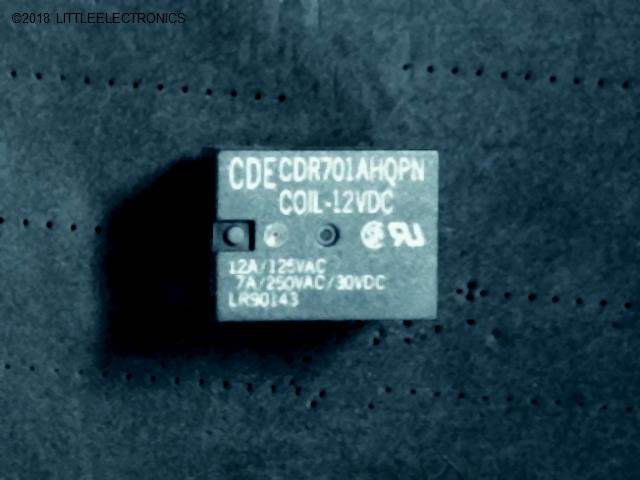 ©2018 LITTLEELECTRONICS
CDE CDR701AHQPN
COIL-12VDC
12A/125VAC
7A/250VAC/30VDC
LR90143